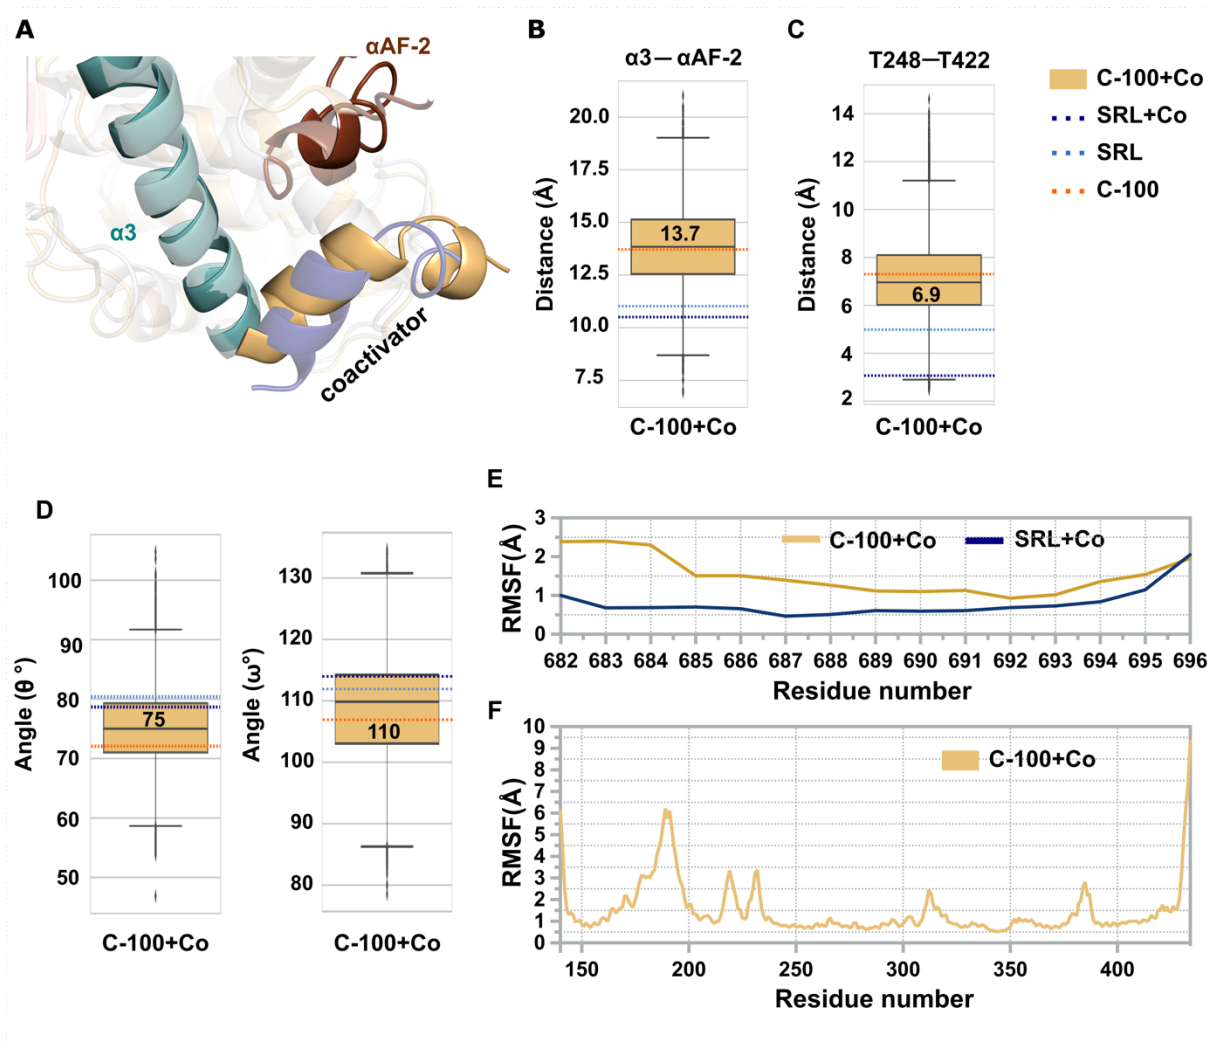 A
αAF-2
α3
coactivator
B
α3—αAF-2
Distance (Å)
20.0
17.5
15.0
12.5
10.0
7.5
13.7
C-100+Co
C
T248—T422
Distance (Å)
14
12
10
8
6
4
2
6.9
C-100+Co
C-100+Co
SRL+Co
SRL
C-100
D
Angle (θ °)
100
90
80
70
60
50
75
C-100+Co
Angle (ω°)
130
120
110
100
90
80
110
C-100+Co
E
RMSF(Å)
3
2
1
0
C-100+Co
SRL+Co
682 683 684 685 686 687 688 689 690 691 692 693 694 695 696
Residue number
F
RMSF(Å)
10
9
8
7
6
5
4
3
2
1
0
C-100+Co
150 200 250 300 350 400
Residue number